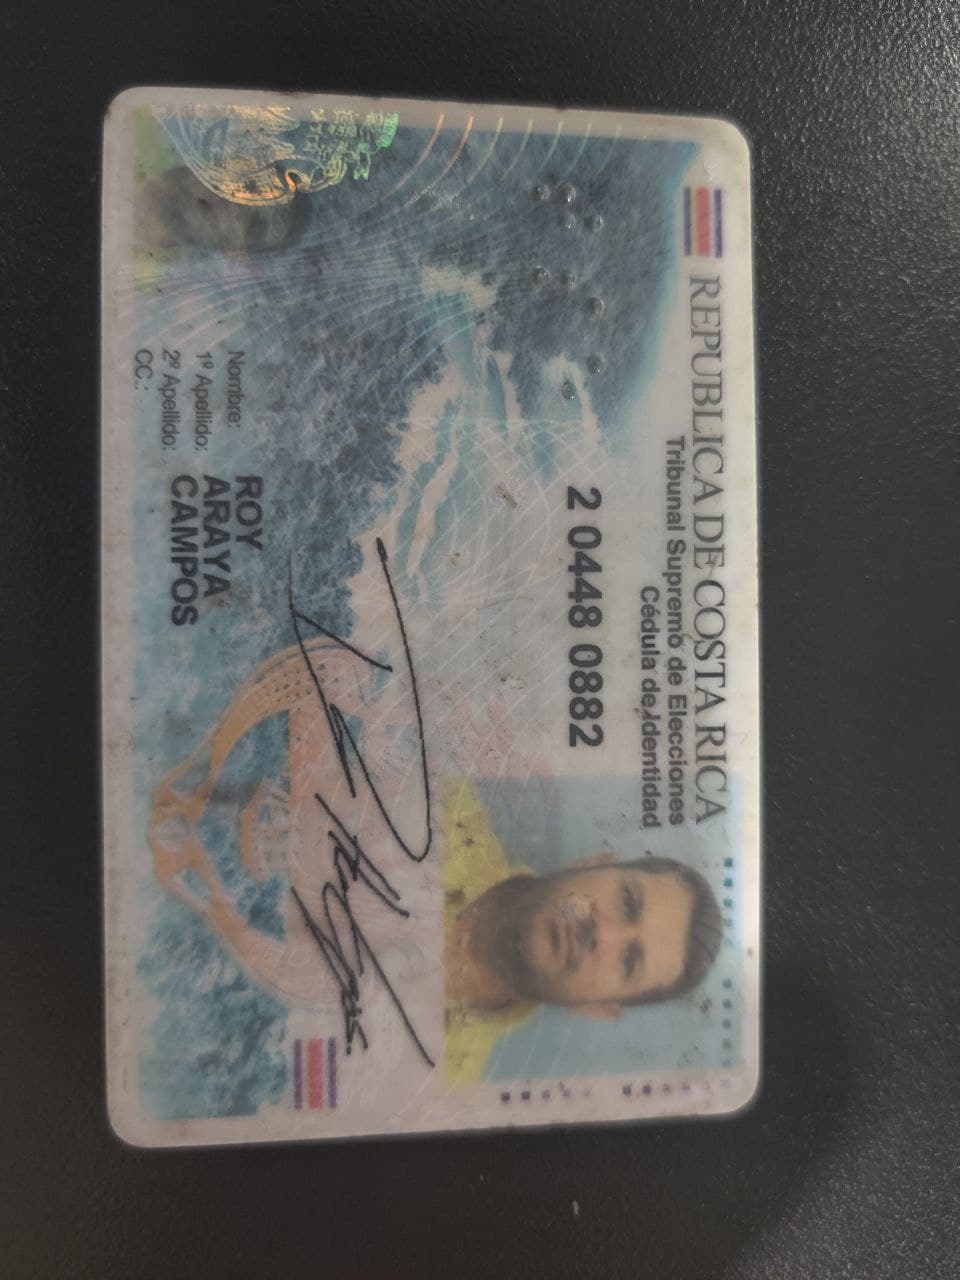 REPUBLICA DE COSTA RICA
Tribunal Supremo de Elecciones
Cédula de Identidad
2 0448 0882
Nombre: ROY
1º Apellido: ARAYA
2º Apellido: CAMPOS
CC.: